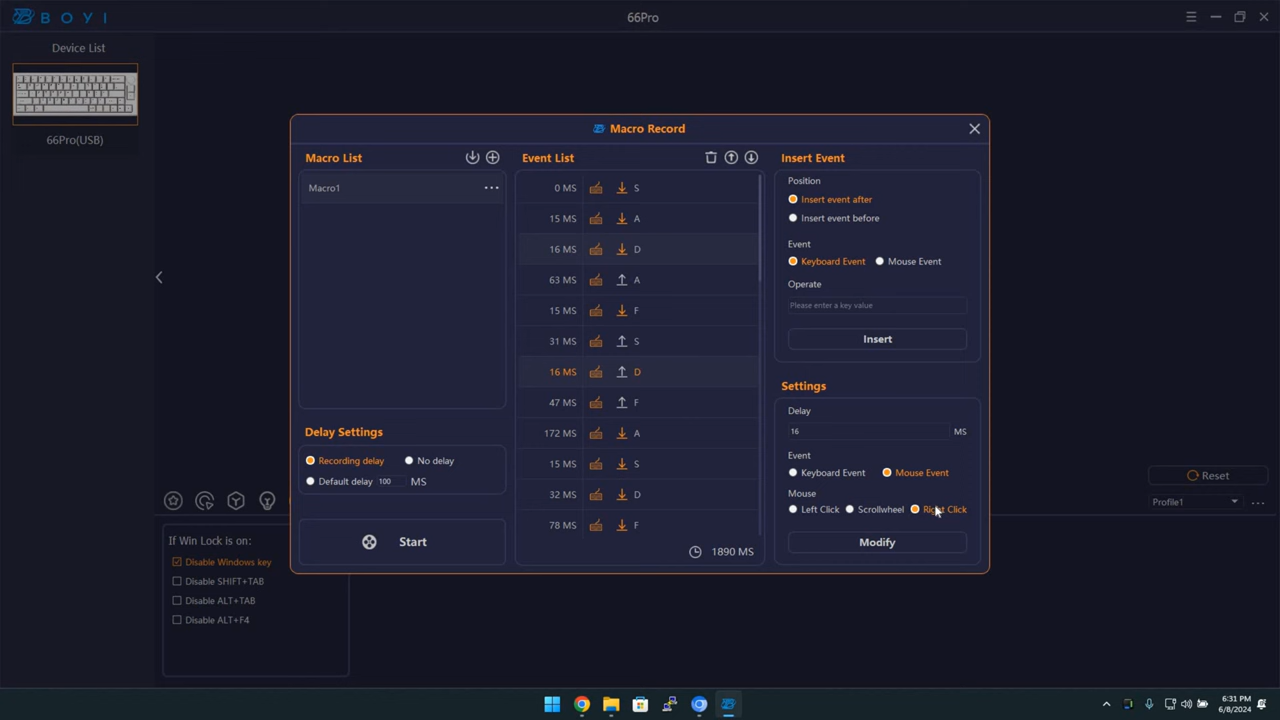 BOYI
66Pro
Device List
66Pro(USB)
Macro Record
Macro List
Macro1
Delay Settings
Recording delay
No delay
Default delay 100 MS
Start
Event List
0 MS S
15 MS A
16 MS D
63 MS A
15 MS F
31 MS S
16 MS D
47 MS F
172 MS A
15 MS S
32 MS D
78 MS F
1890 MS
Insert Event
Position
Insert event after
Insert event before
Event
Keyboard Event Mouse Event
Operate
Please enter a key value
Insert
Settings
Delay
16 MS
Event
Keyboard Event Mouse Event
Mouse
Left Click Scrollwheel Right Click
Modify
Reset
Profile1
If Win Lock is on:
Disable Windows key
Disable SHIFT+TAB
Disable ALT+TAB
Disable ALT+F4
6:31 PM
6/8/2024